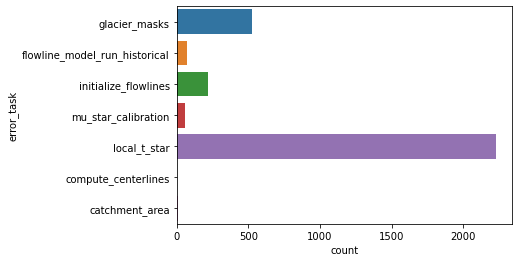 glacier_masks
flowline_model_run_historical
initialize_flowlines
mu_star_calibration
local_t_star
compute_centerlines
catchment_area
error_task
0 500 1000 1500 2000
count